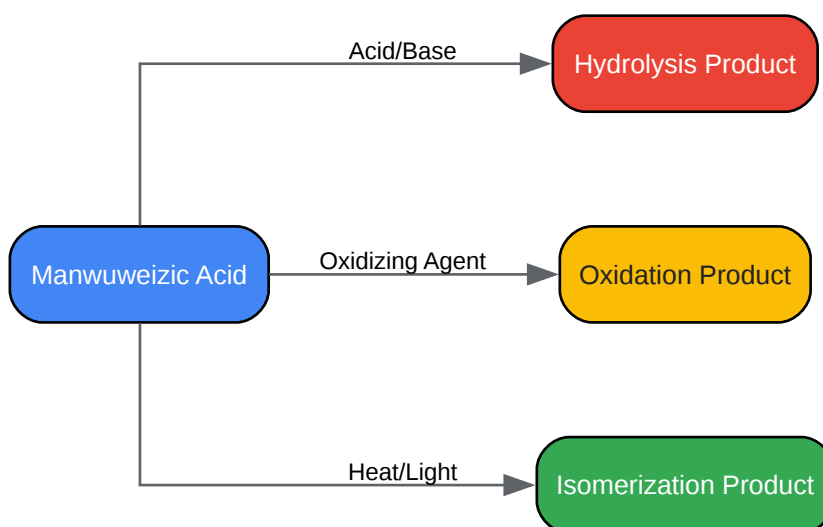 Acid/Base
Hydrolysis Product
Manwuweizic Acid
Oxidizing Agent
Oxidation Product
Heat/Light
Isomerization Product